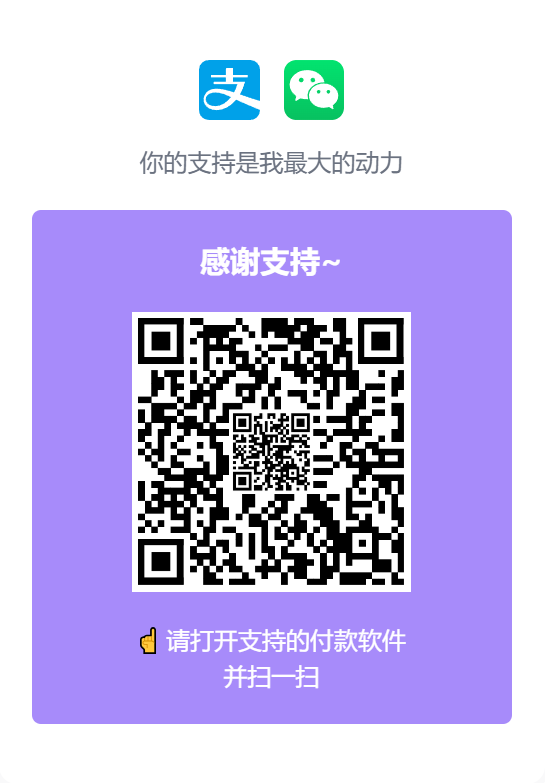 支
你的支持是我最大的动力
感谢支持~
☝请打开支持的付款软件
并扫一扫